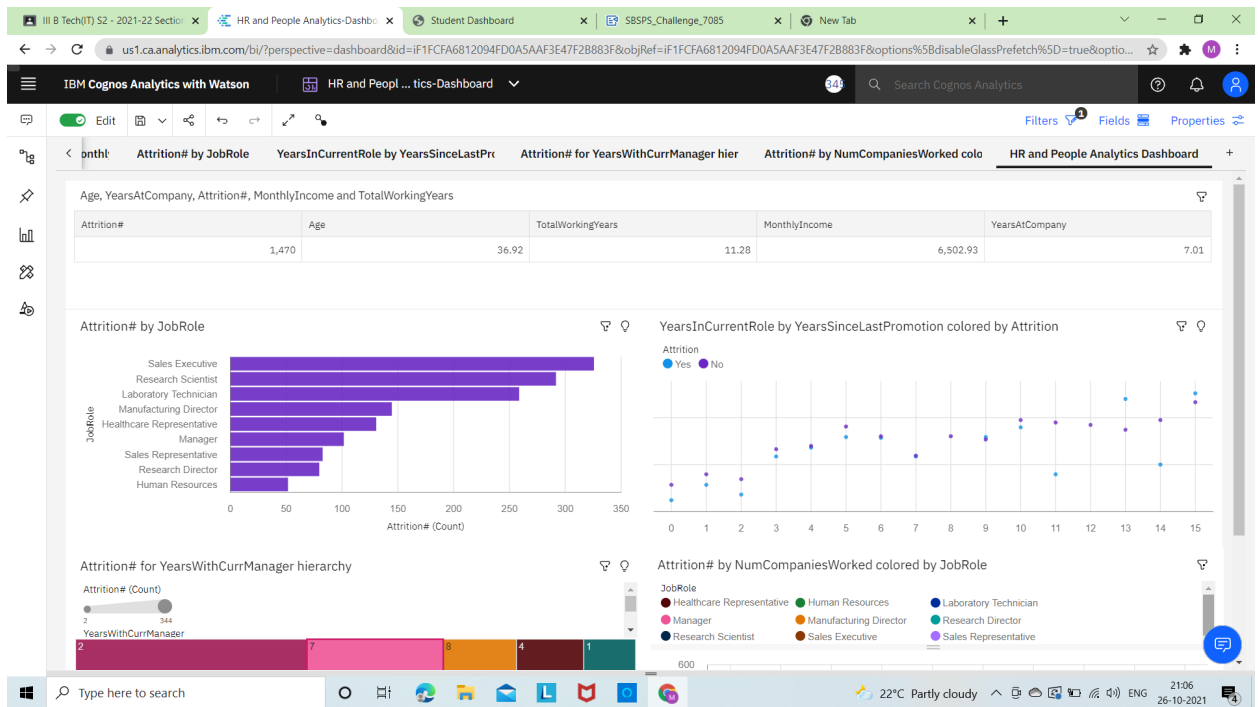 III B Tech(IT) S2 - 2021-22 Section
HR and People Analytics-Dashbo
Student Dashboard
SBSPS_Challenge_7085
New Tab
us1.ca.analytics.ibm.com/bi/?perspective=dashboard&id=iF1FCFA6812094FD0A5AAF3E47F2B883F&objRef=iF1FCFA6812094FD0A5AAF3E47F2B883F&options%5BdisableGlassPrefetch%5D=true&optio...
M
IBM Cognos Analytics with Watson
HR and Peopl ... tics-Dashboard
Search Cognos Analytics
Edit
Filters
1
Fields
Properties
onthly
Attrition# by JobRole
YearsInCurrentRole by YearsSinceLastPro
Attrition# for YearsWithCurrManager hier
Attrition# by NumCompaniesWorked colo
HR and People Analytics Dashboard
Age, YearsAtCompany, Attrition#, MonthlyIncome and TotalWorkingYears
Attrition# Age TotalWorkingYears MonthlyIncome YearsAtCompany
1,470 36.92 11.28 6,502.93 7.01
Attrition# by JobRole
JobRole
Sales Executive
Research Scientist
Laboratory Technician
Manufacturing Director
Healthcare Representative
Manager
Sales Representative
Research Director
Human Resources
0 50 100 150 200 250 300 350
Attrition# (Count)
YearsInCurrentRole by YearsSinceLastPromotion colored by Attrition
Attrition
Yes No
0 1 2 3 4 5 6 7 8 9 10 11 12 13 14 15
Attrition# for YearsWithCurrManager hierarchy
Attrition# (Count)
2 344
YearsWithCurrManager
2 7 8 4 1
Attrition# by NumCompaniesWorked colored by JobRole
JobRole
Healthcare Representative Human Resources Laboratory Technician
Manager Manufacturing Director Research Director
Research Scientist Sales Executive Sales Representative
600
Type here to search
22°C Partly cloudy
ENG
21:06
26-10-2021
4